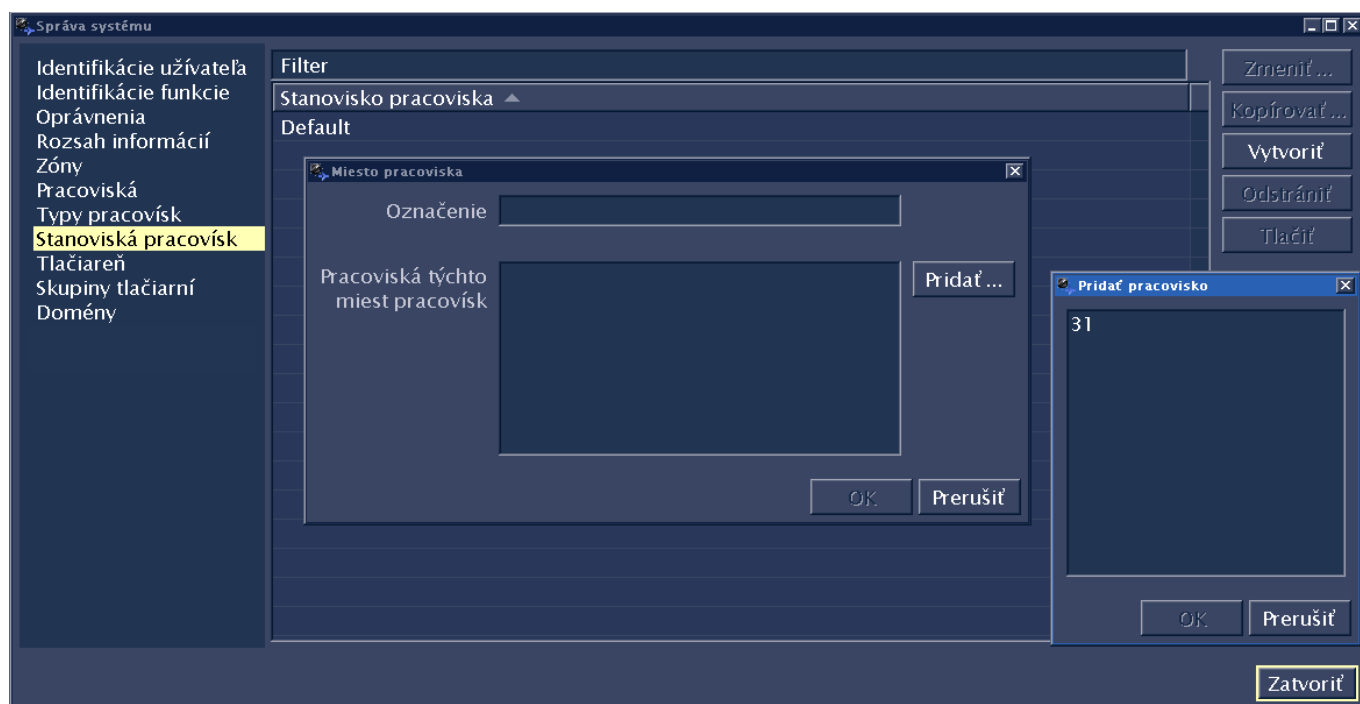 Správa systému
Identifikácie užívateľa
Identifikácie funkcie
Oprávnenia
Rozsah informácií
Zóny
Pracoviská
Typy pracovísk
Stanoviská pracovísk
Tlačiareň
Skupiny tlačiarní
Domény
Filter
Stanovisko pracoviska
Default
Zmeniť ...
Kopírovať ...
Vytvoriť
Odstrániť
Tlačiť
Miesto pracoviska
Označenie
Pracoviská týchto
miest pracovísk
Pridať ...
OK
Prerušiť
Pridať pracovisko
31
OK
Prerušiť
Zatvoriť